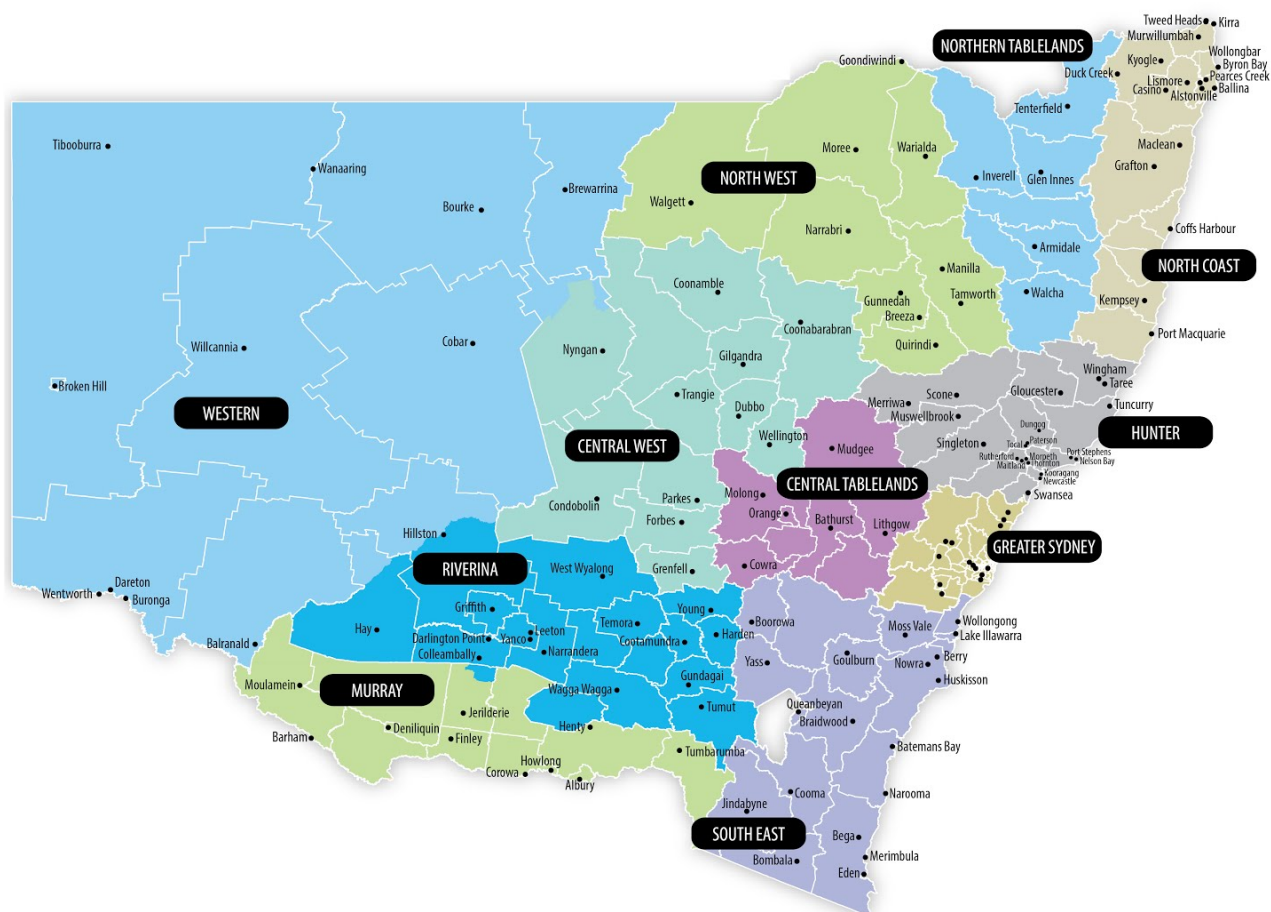 Tweed Heads
Kirra
Murwillumbah
NORTHERN TABLELANDS
Wollongbar
Goondiwindi
Kyogle
Byron Bay
Duck Creek
Lismore
Pearces Creek
Casino
Alstonville
Ballina
Tenterfield
Tibooburra
Wanaaring
Moree
Warialda
Maclean
Grafton
NORTH WEST
Brewarrina
Inverell
Glen Innes
Walgett
Bourke
Narrabri
Coffs Harbour
Armidale
NORTH COAST
Manilla
Coonamble
Gunnedah
Tamworth
Walcha
Kempsey
Breeza
Coonabarabran
Port Macquarie
Willcannia
Cobar
Nyngan
Gilgandra
Quirindi
Wingham
Taree
Broken Hill
Trangie
Scone
Gloucester
Merriwa
Tuncurry
WESTERN
Dubbo
Muswellbrook
Dungog
HUNTER
CENTRAL WEST
Wellington
Mudgee
Singleton
Tocal
Paterson
Rutherford
Morpeth
Port Stephens
Maitland
Thornton
Nelson Bay
Kooragang
Newcastle
CENTRAL TABLELANDS
Swansea
Condobolin
Parkes
Molong
Orange
Forbes
Bathurst
Lithgow
Hillston
GREATER SYDNEY
RIVERINA
West Wyalong
Grenfell
Cowra
Dareton
Wentworth
Buronga
Griffith
Young
Hay
Temora
Boorowa
Moss Vale
Wollongong
Lake Illawarra
Darlington Point
Yanco
Leeton
Cootamundra
Harden
Balranald
Colleambally
Narrandera
Yass
Goulburn
Nowra
Berry
Huskisson
Moulamein
MURRAY
Wagga Wagga
Gundagai
Tumut
Queanbeyan
Braidwood
Jerilderie
Deniliquin
Henty
Barham
Finley
Tumbarumba
Batemans Bay
Corowa
Howlong
Albury
Cooma
Narooma
Jindabyne
SOUTH EAST
Bega
Merimbula
Bombala
Eden